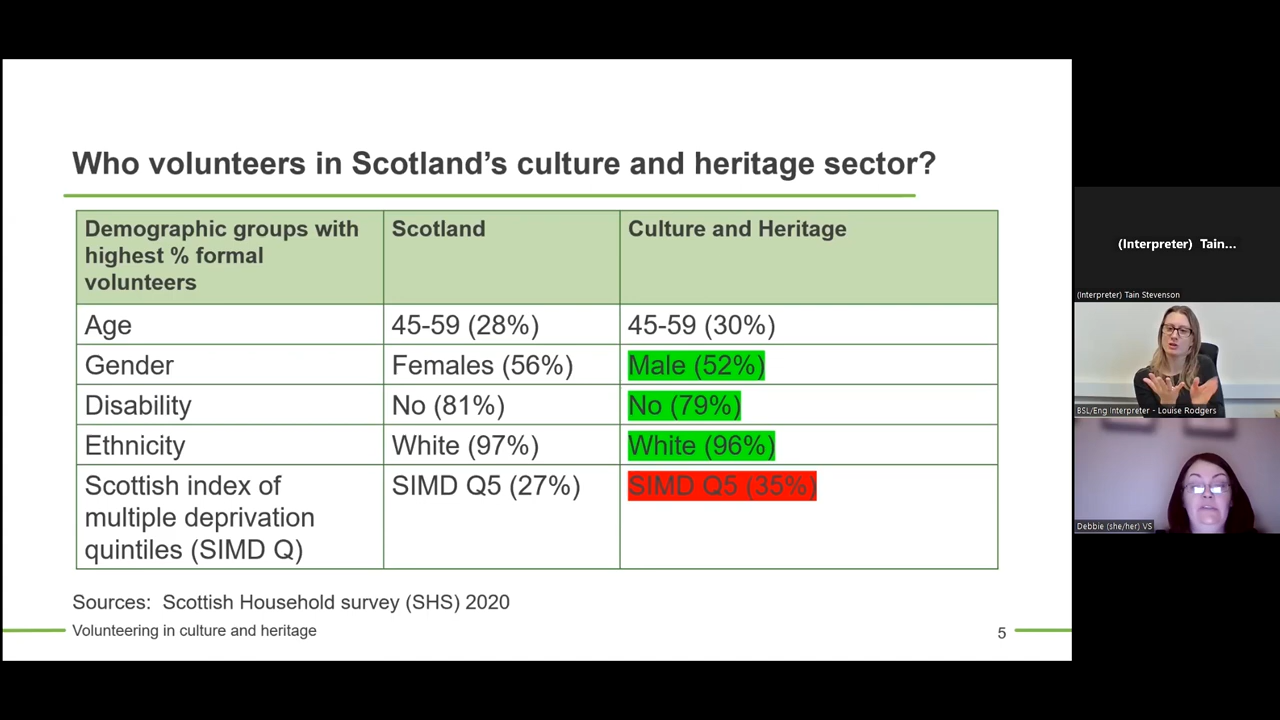 Who volunteers in Scotland’s culture and heritage sector?
Demographic groups with
highest % formal
volunteers
Scotland
Culture and Heritage
Age
45-59 (28%)
45-59 (30%)
Gender
Females (56%)
Male (52%)
Disability
No (81%)
No (79%)
Ethnicity
White (97%)
White (96%)
Scottish index of
multiple deprivation
quintiles (SIMD Q)
SIMD Q5 (27%)
SIMD Q5 (35%)
Sources: Scottish Household survey (SHS) 2020
Volunteering in culture and heritage
5
(Interpreter) Tain...
(Interpreter) Tain Stevenson
BSL/Eng Interpreter - Louise Rodgers
Debbie (she/her) VS